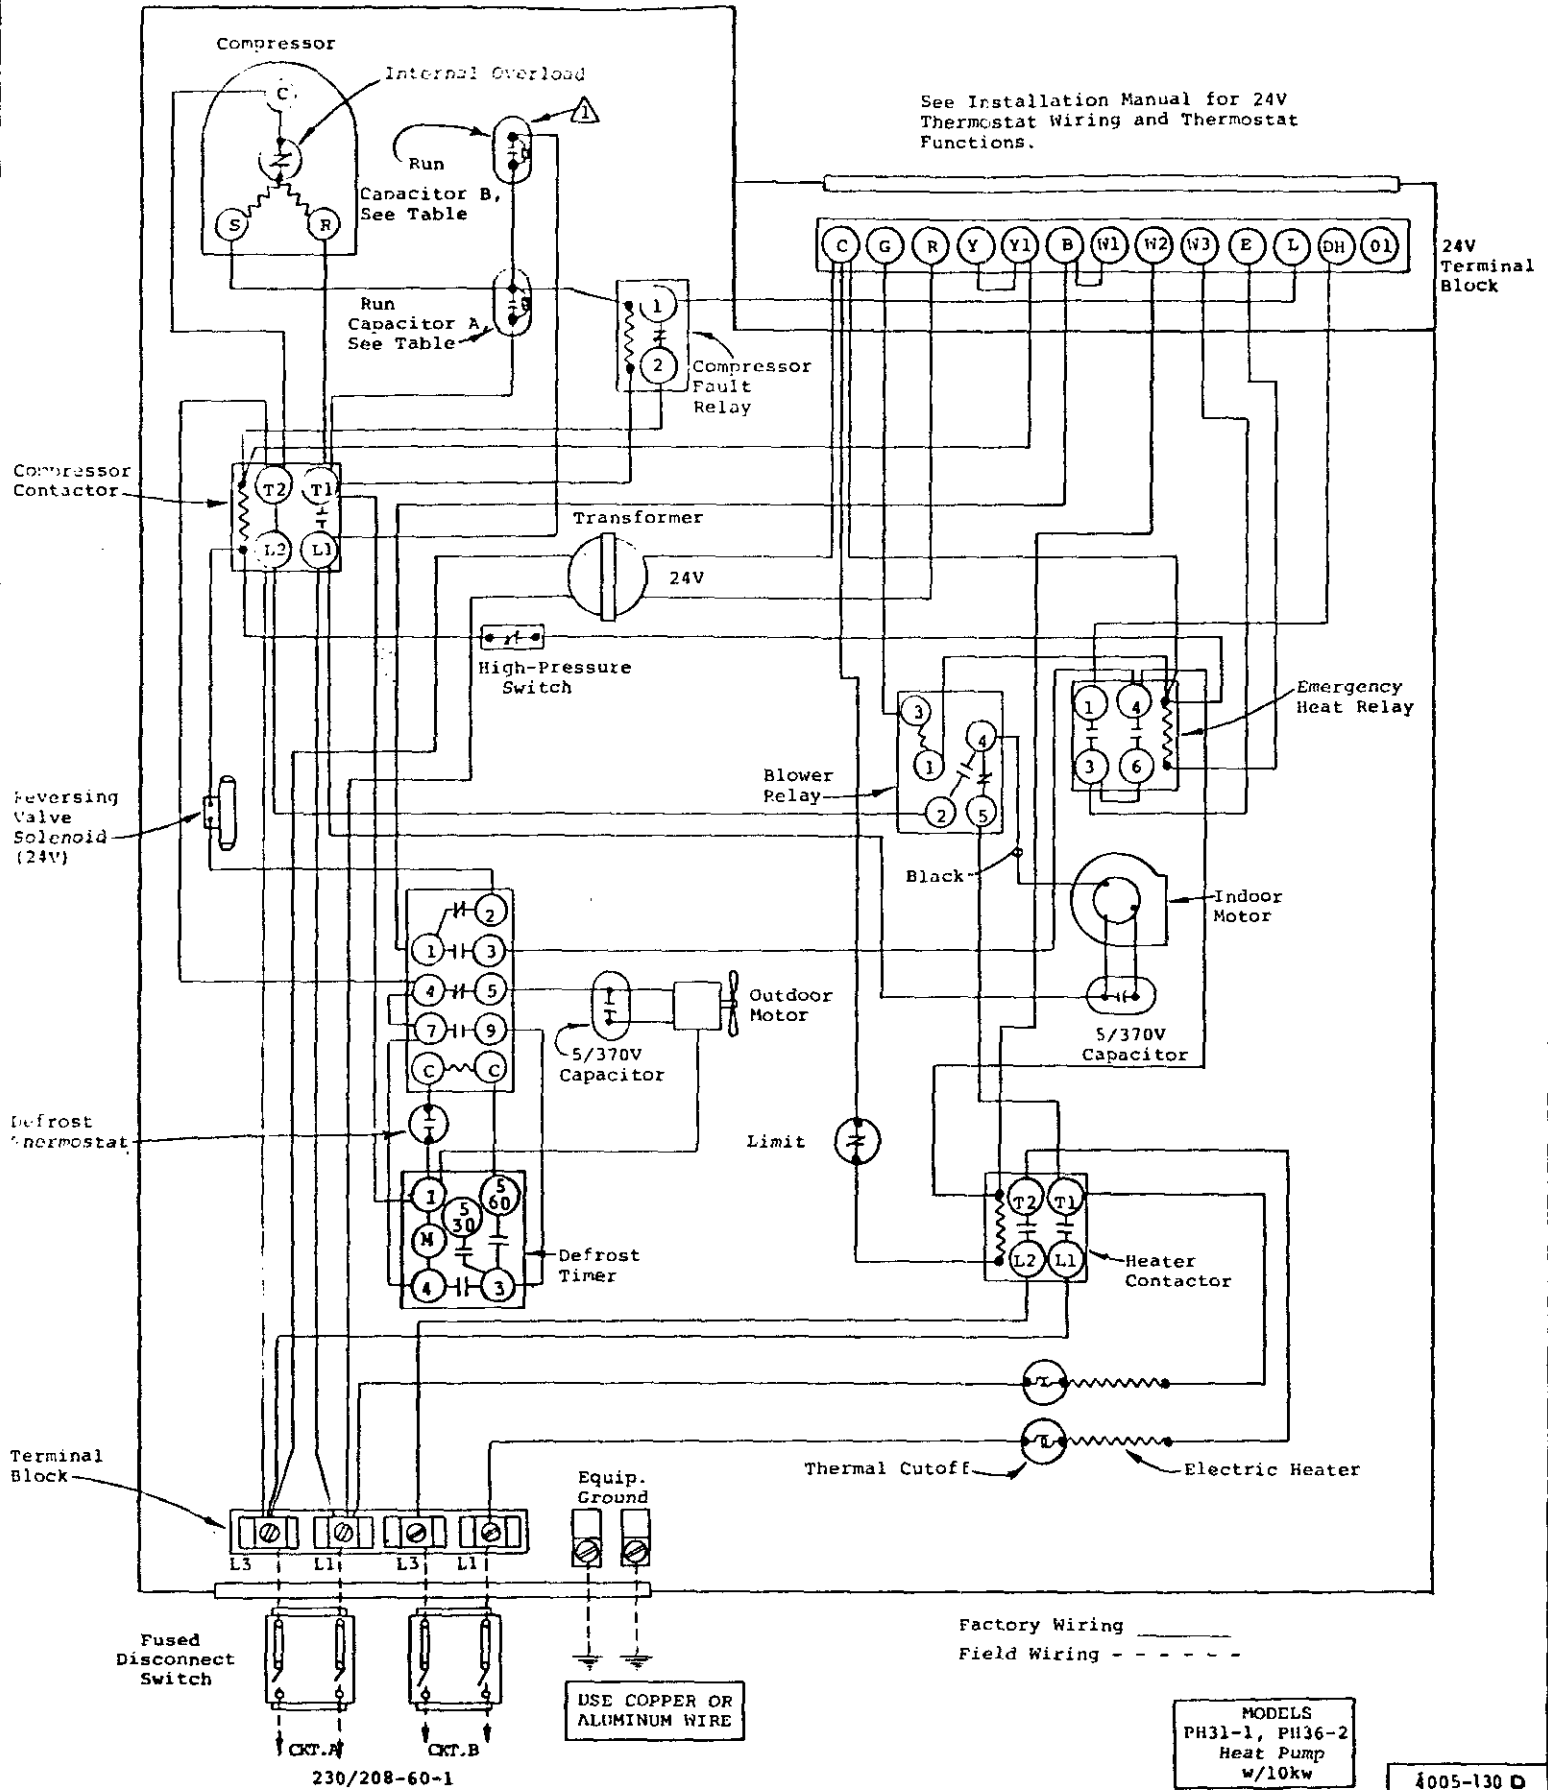 Compressor
Internal Overload
C
S
R
1
Run
Capacitor B,
See Table
Run
Capacitor A,
See Table
See Installation Manual for 24V
Thermostat Wiring and Thermostat
Functions.
C G R Y Y1 B W1 W2 W3 E L DH O1
24V
Terminal
Block
1
2
Compressor
Fault
Relay
Compressor
Contactor
T2 T1
L2 L1
Transformer
24V
High-Pressure
Switch
Emergency
Heat Relay
1 4
3 6
3
4
1
2 5
Blower
Relay
Black
Indoor
Motor
5/370V
Capacitor
Reversing
Valve
Solenoid
(24V)
2
1 3
4 5
7 9
C C
Outdoor
Motor
5/370V
Capacitor
Defrost
Thermostat
Limit
1
5
30
5
60
M
4 3
Defrost
Timer
T2 T1
L2 L1
Heater
Contactor
Thermal Cutoff
Electric Heater
Terminal
Block
Equip.
Ground
L3 L1 L3 L1
Fused
Disconnect
Switch
CKT.A CKT.B
230/208-60-1
USE COPPER OR
ALUMINUM WIRE
Factory Wiring
Field Wiring
MODELS
PH31-1, PH36-2
Heat Pump
w/10kw
4005-130 D